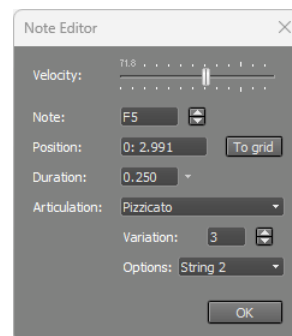 Note Editor
71.8
Velocity:
Note: F5
Position: 0: 2.991 To grid
Duration: 0.250
Articulation: Pizzicato
Variation: 3
Options: String 2
OK